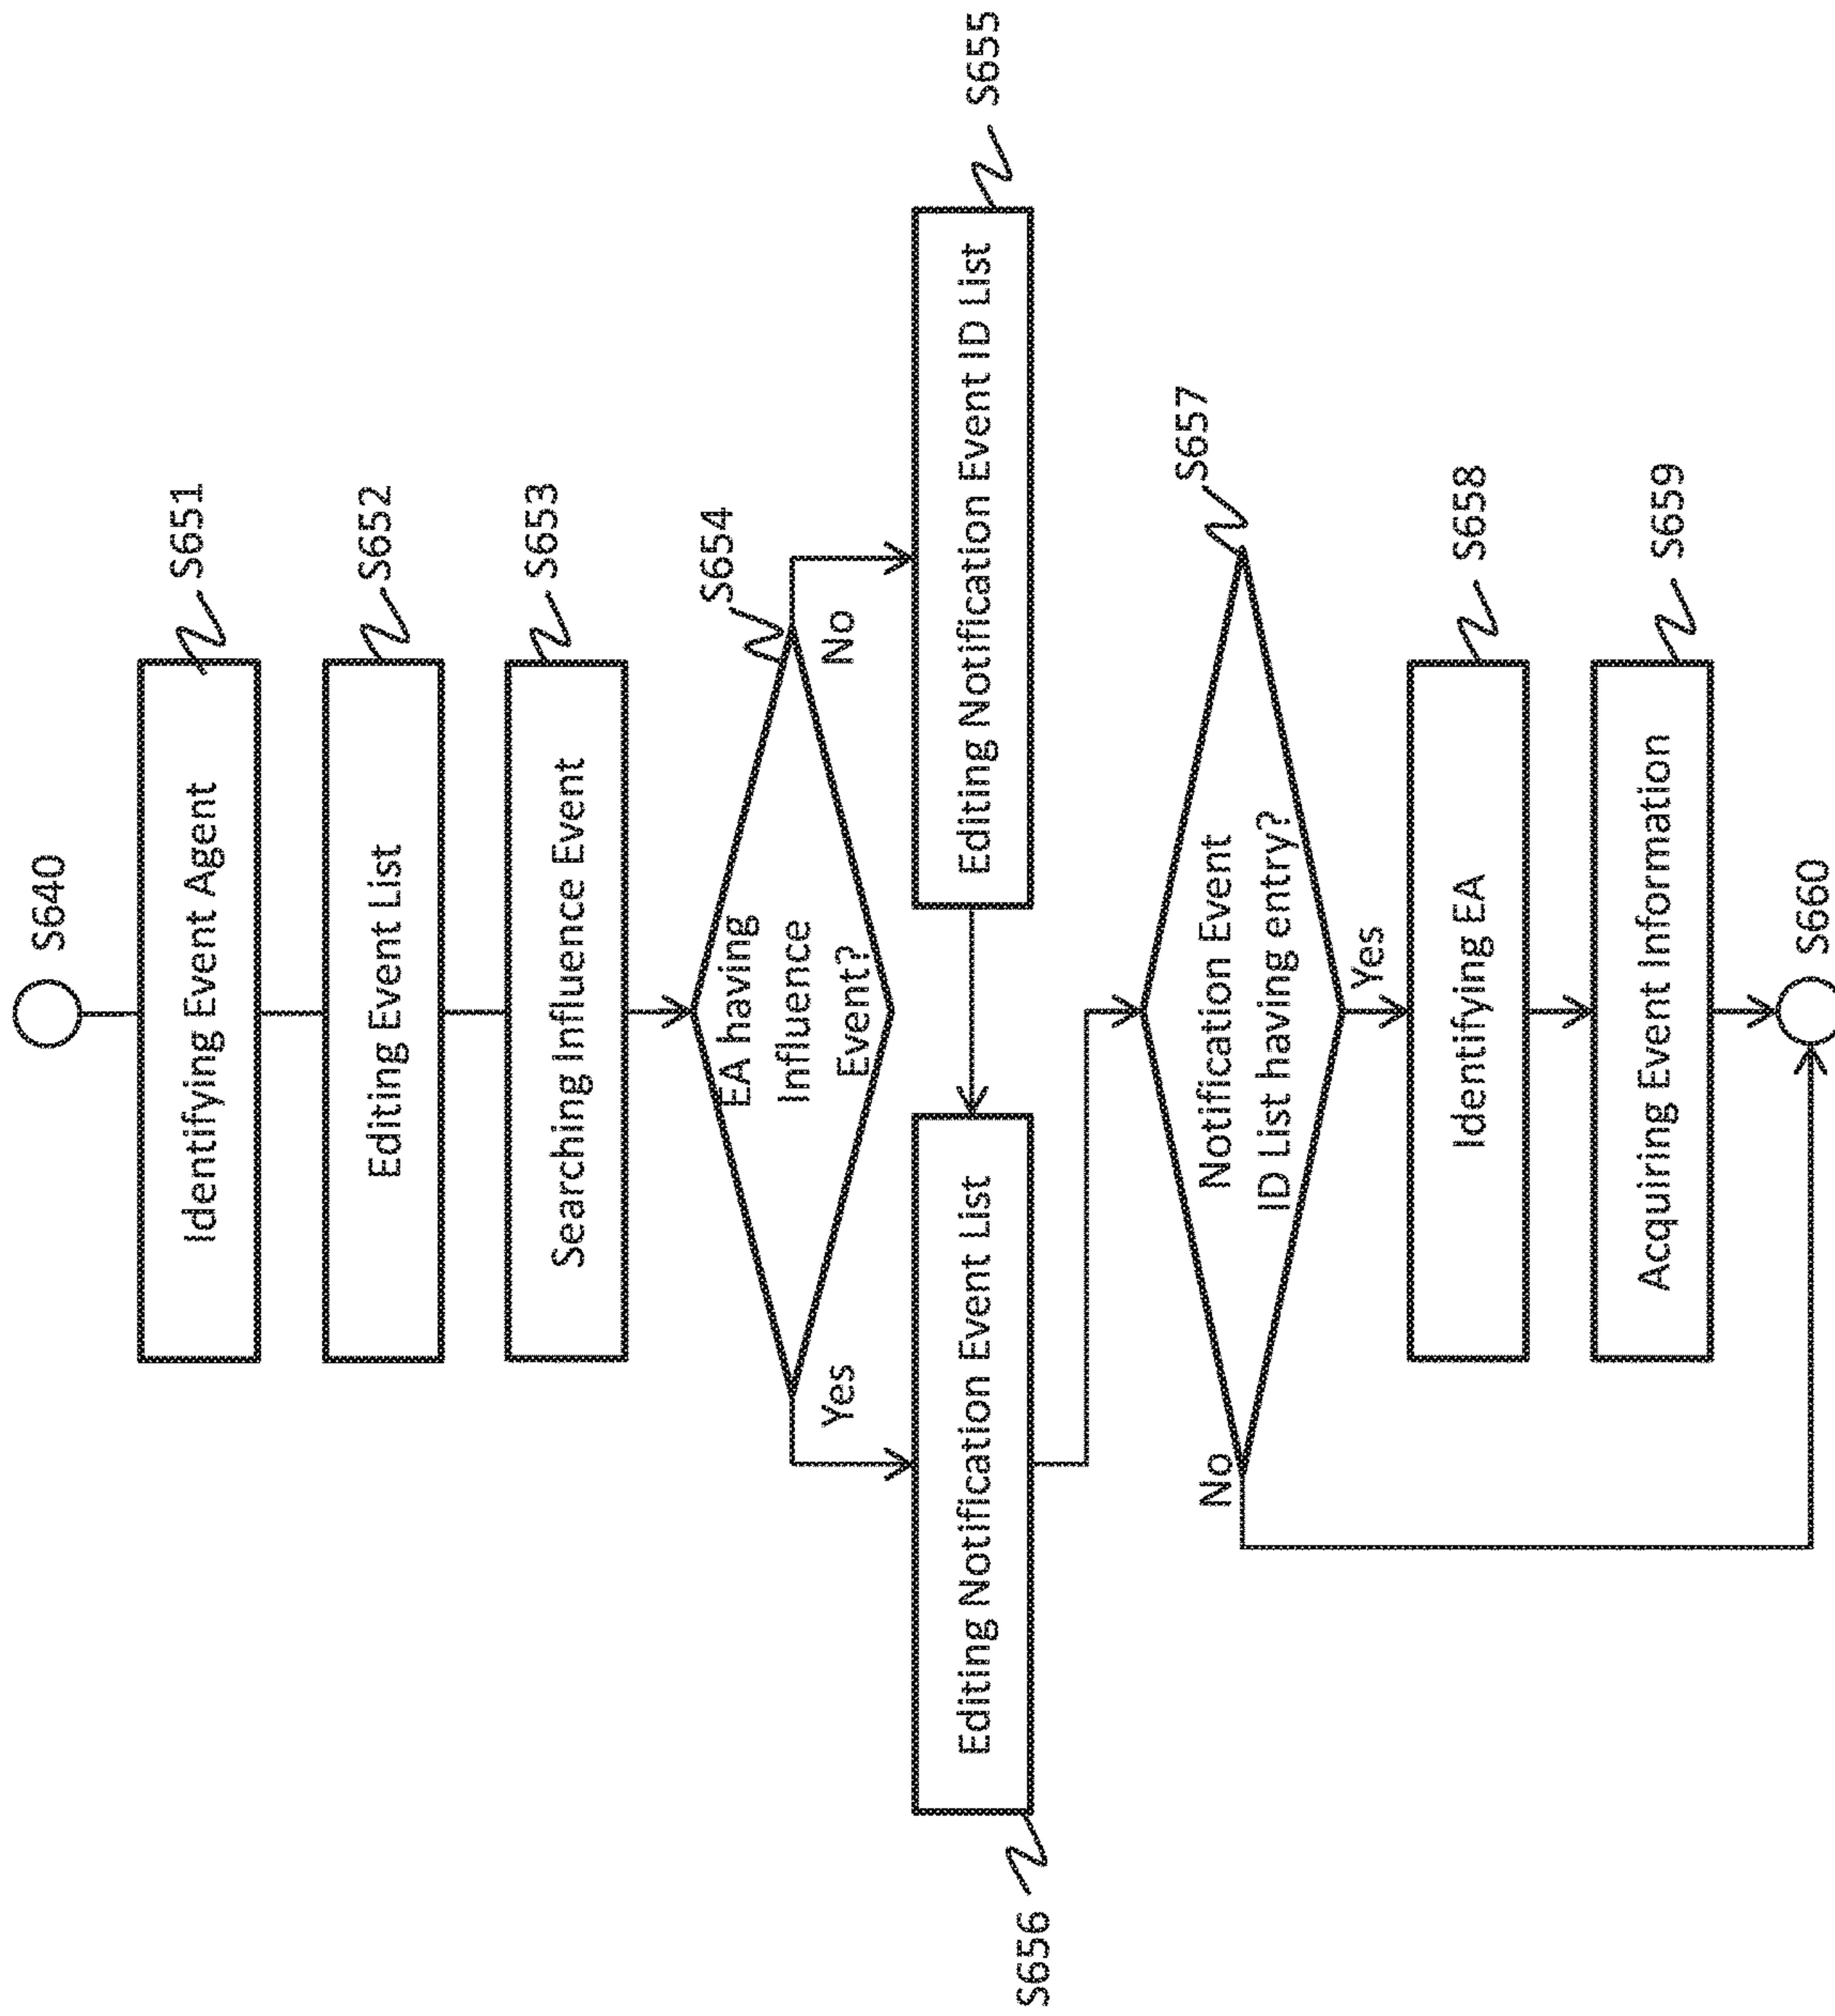 S640
Identifying Event Agent
S651
Editing Event List
S652
Searching Influence Event
S653
EA having
Influence
Event?
S654
Yes
No
Editing Notification Event List
S656
Editing Notification Event ID List
S655
Notification Event
ID List having entry?
S657
No
Yes
Identifying EA
S658
Acquiring Event Information
S659
S660